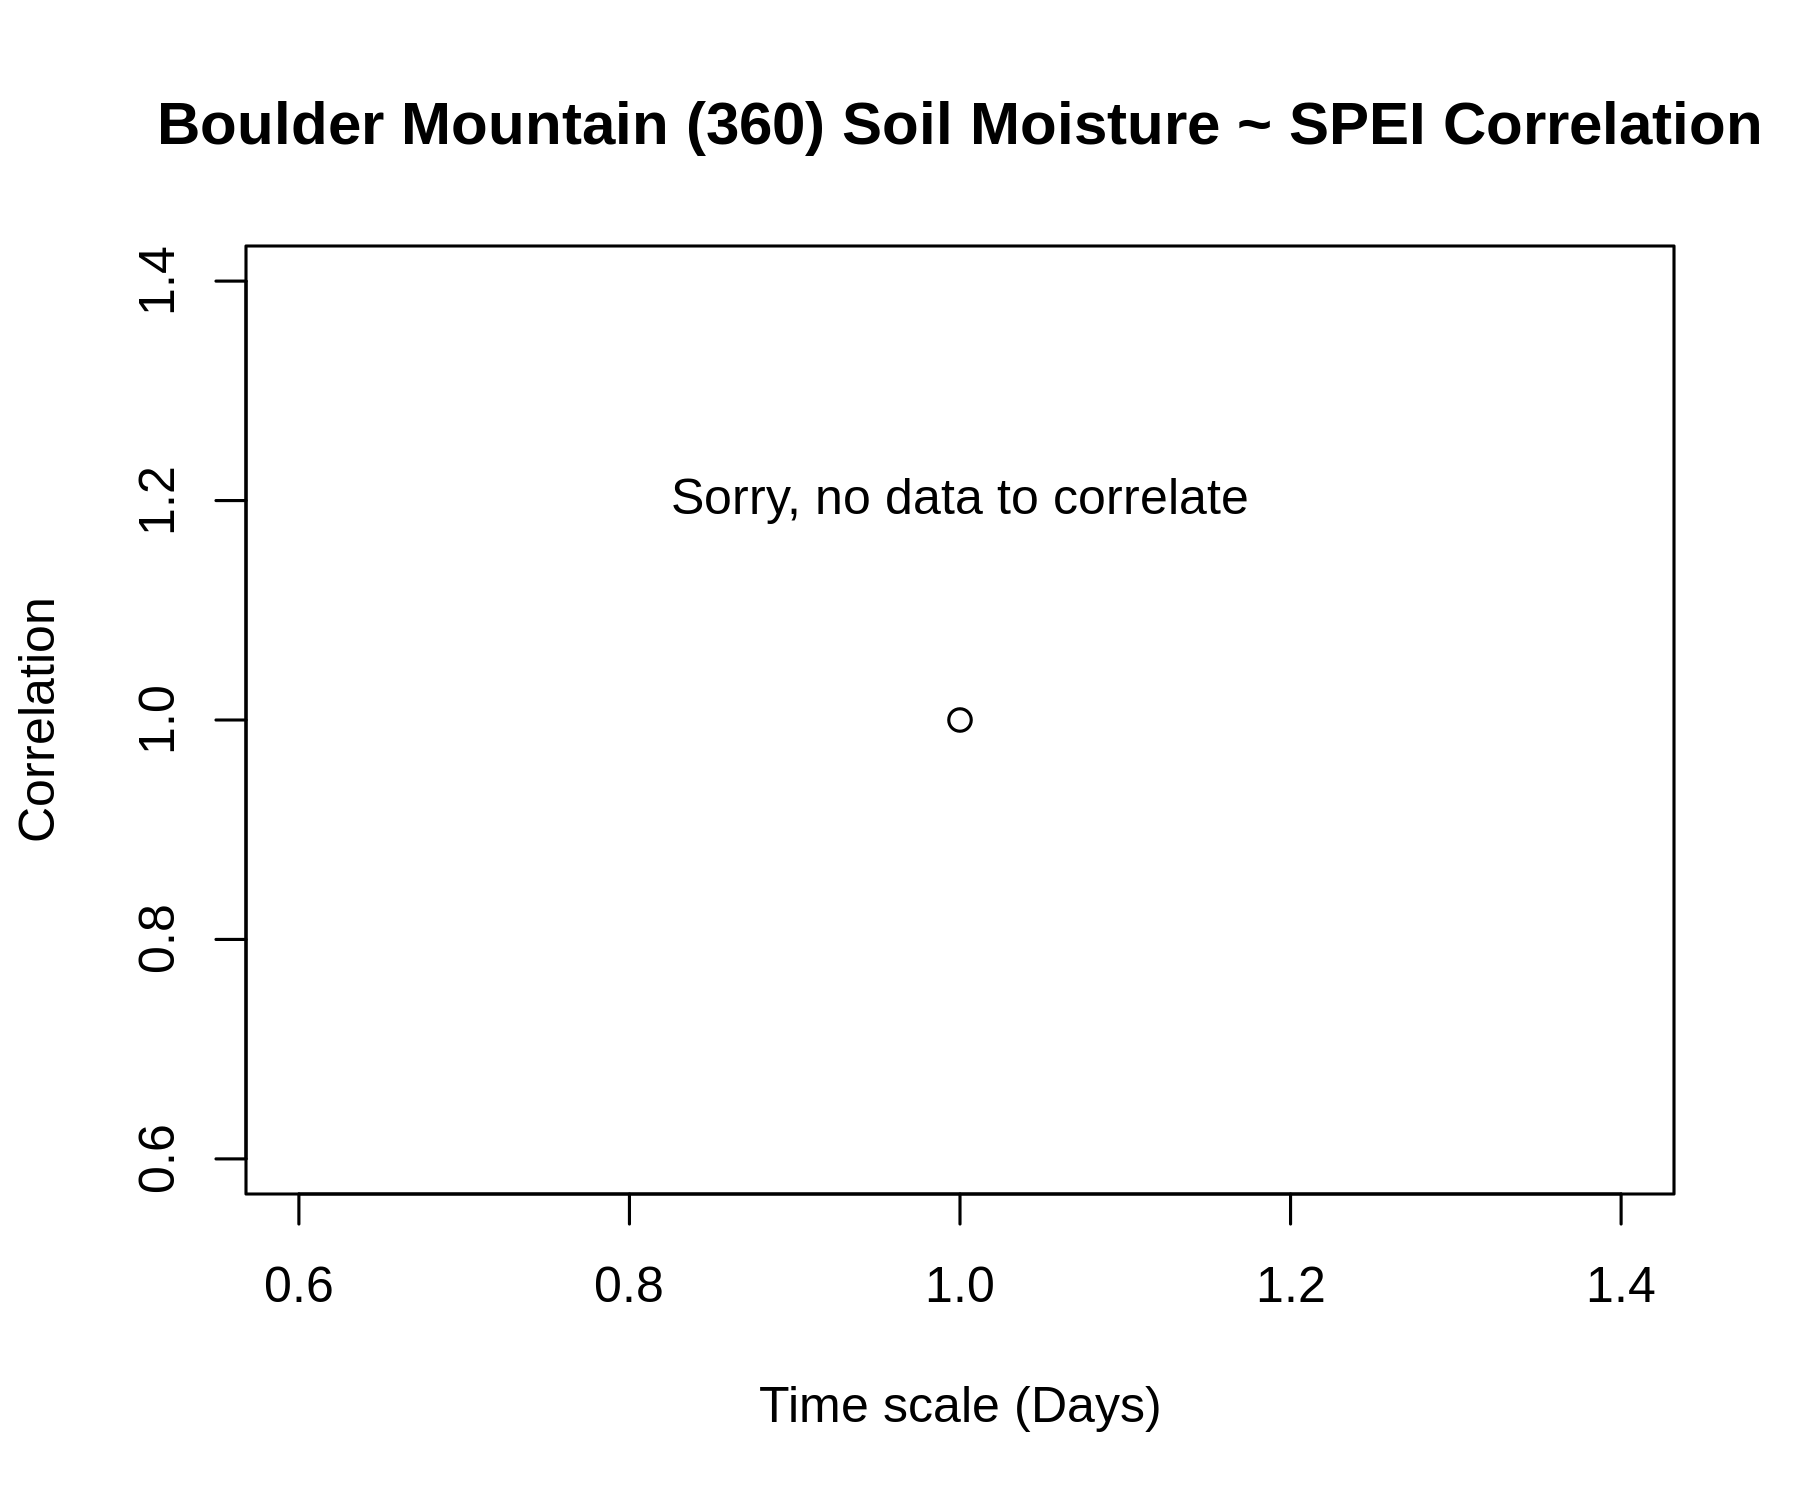 Boulder Mountain (360) Soil Moisture ~ SPEI Correlation
1.4
1.2
1.0
0.8
0.6
Correlation
Sorry, no data to correlate
0.6 0.8 1.0 1.2 1.4
Time scale (Days)